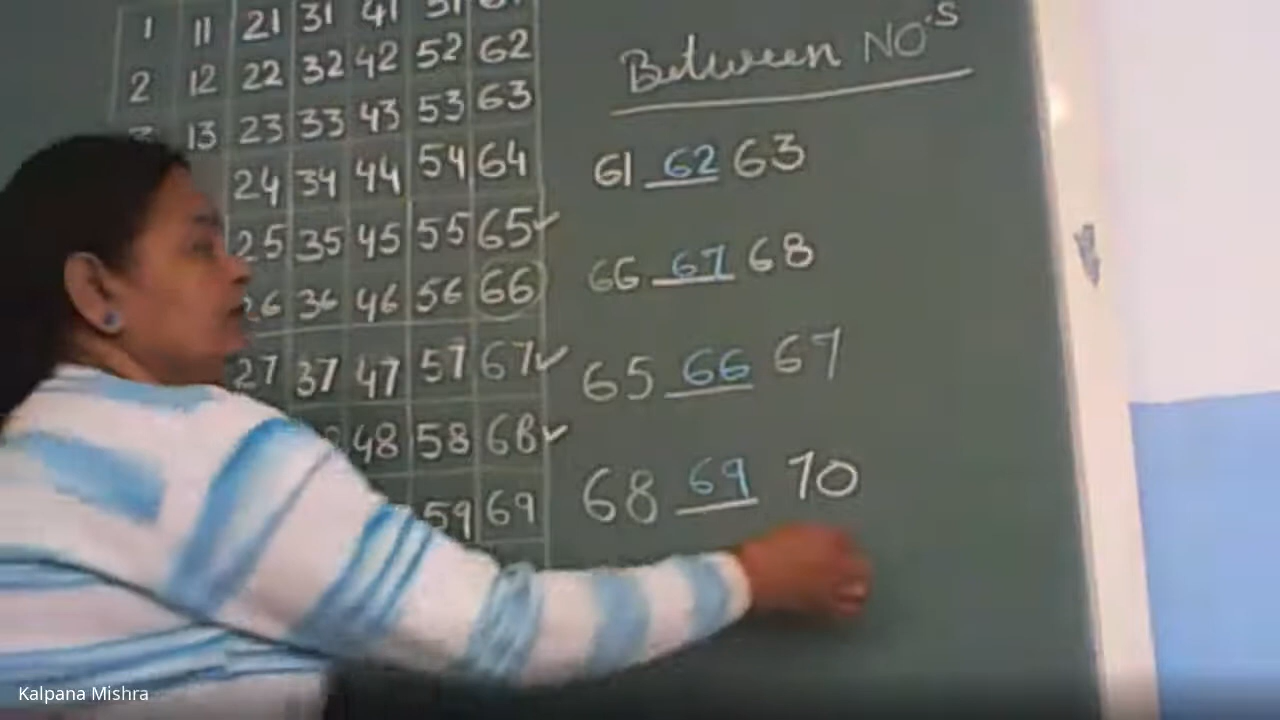 1 11 21 31 41 51
2 12 22 32 42 52 62
13 23 33 43 53 63
24 34 44 54 64
25 35 45 55 65✓
26 36 46 56 66
27 37 47 57 67✓
48 58 68✓
59 69
Between NO'S
61 62 63
66 67 68
65 66 67
68 69 70
Kalpana Mishra